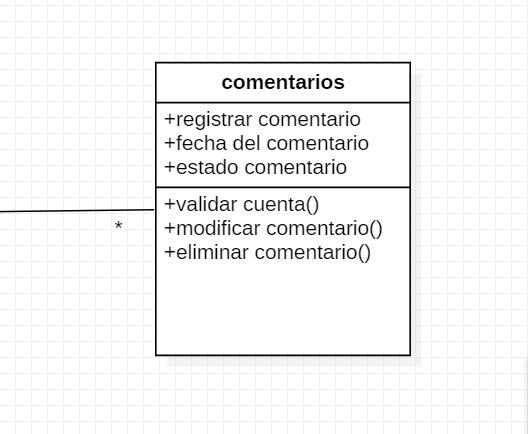 comentarios
+registrar comentario
+fecha del comentario
+estado comentario
+validar cuenta()
*
+modificar comentario()
+eliminar comentario()